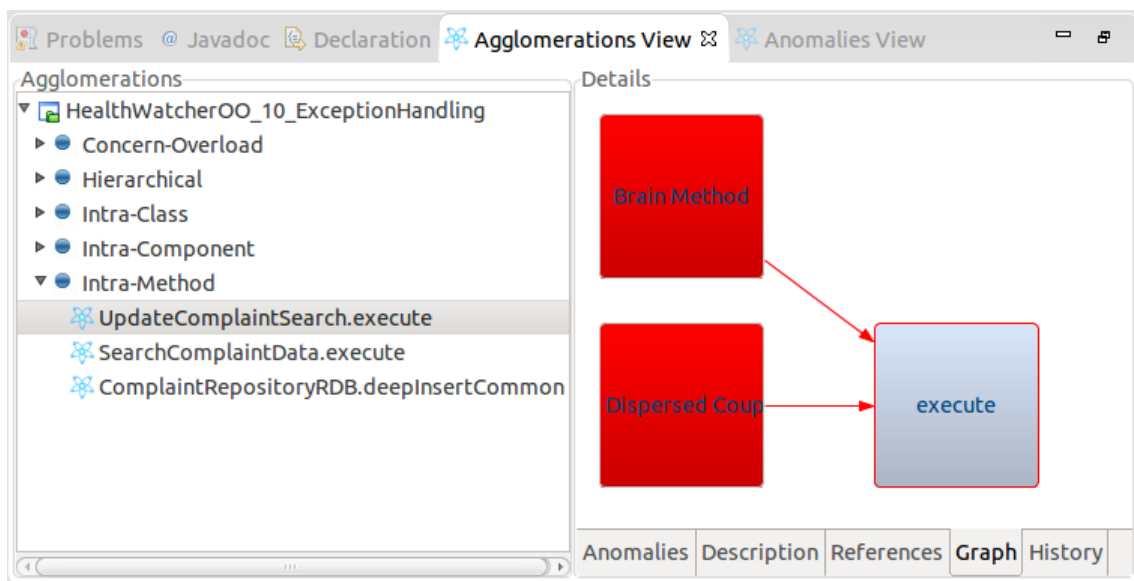 Problems @ Javadoc Declaration Agglomerations View Anomalies View
Agglomerations
HealthWatcherOO_10_ExceptionHandling
Concern-Overload
Hierarchical
Intra-Class
Intra-Component
Intra-Method
UpdateComplaintSearch.execute
SearchComplaintData.execute
ComplaintRepositoryRDB.deepInsertCommon
Details
Brain Method
Dispersed Coup
execute
Anomalies Description References Graph History